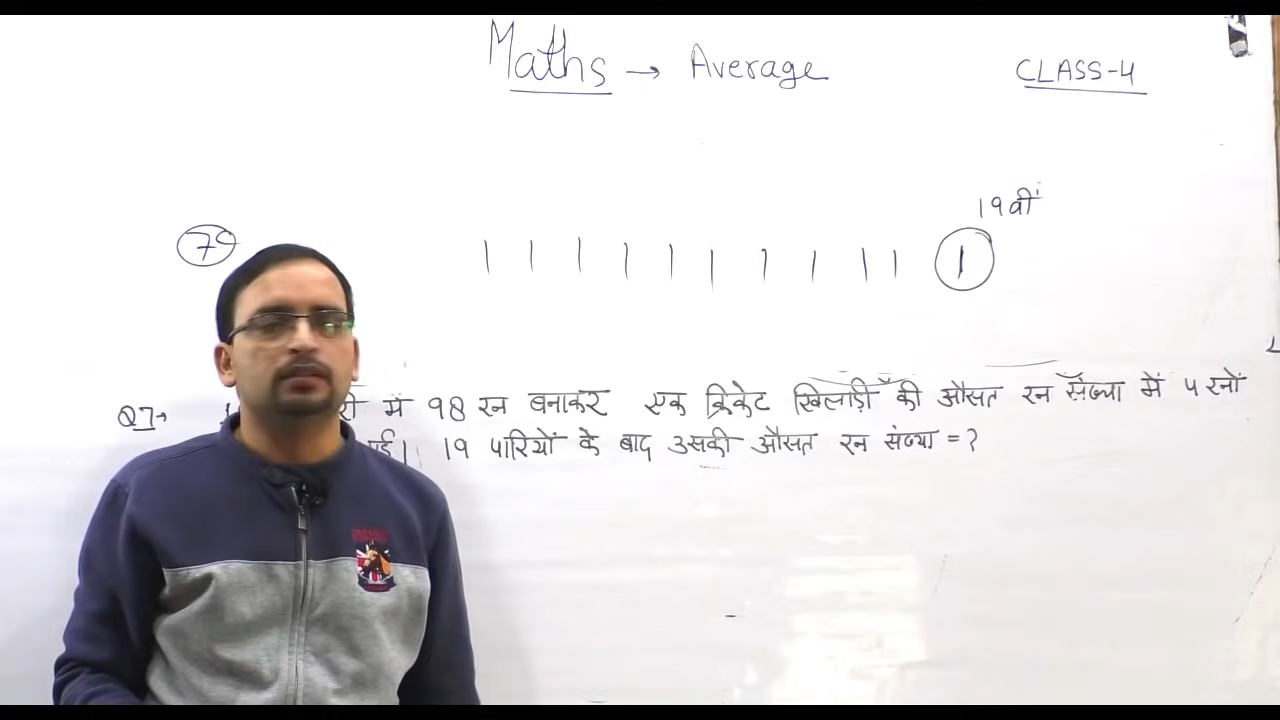 Maths → Average
CLASS-4
19वीं
7
| | | | | | | | | | |
Q7→ में 98 रन बनाकर एक क्रिकेट खिलाड़ी की औसत रन संख्या में 4 रनों
19 पारियों के बाद उसकी औसत रन संख्या = ?